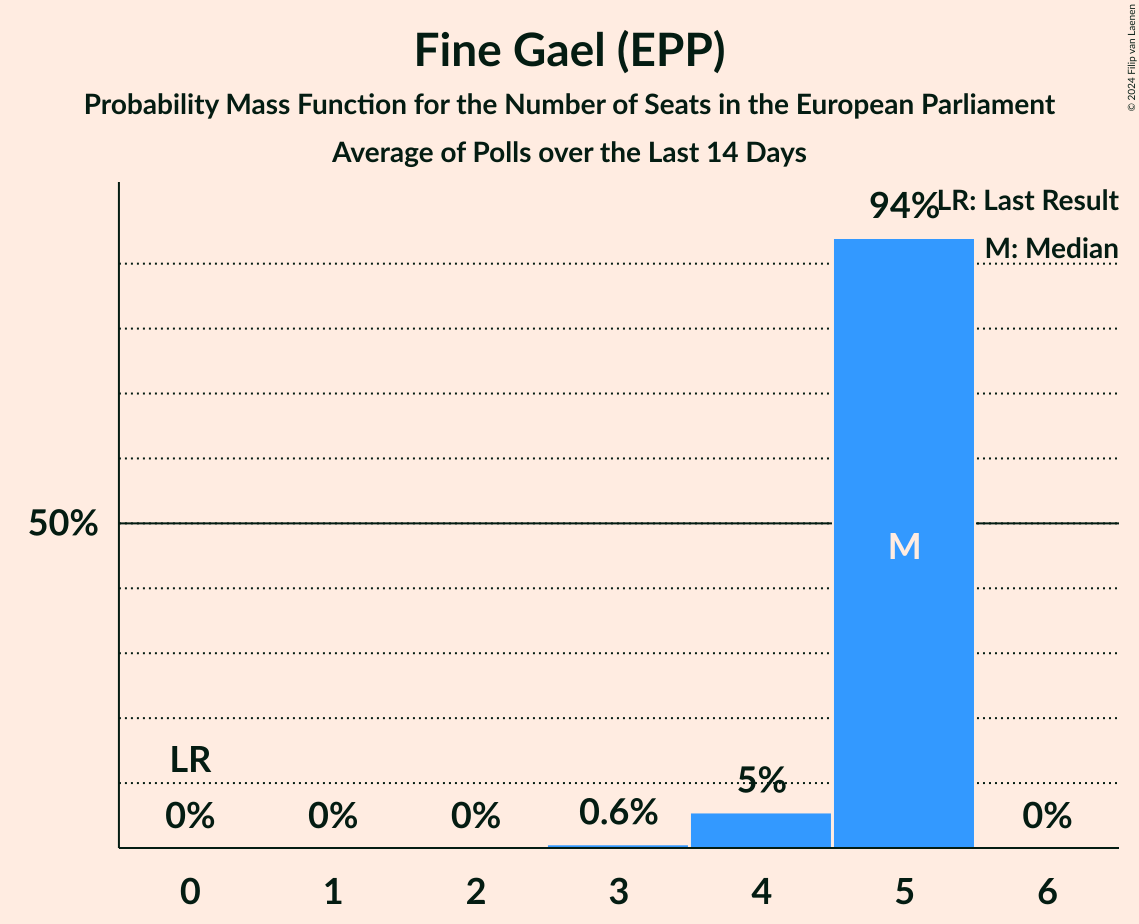 Fine Gael (EPP)
Probability Mass Function for the Number of Seats in the European Parliament
Average of Polls over the Last 14 Days
© 2024 Filip van Laenen
LR: Last Result
M: Median
94%
50%
M
LR
0%
0%
0%
0.6%
5%
0%
0
1
2
3
4
5
6